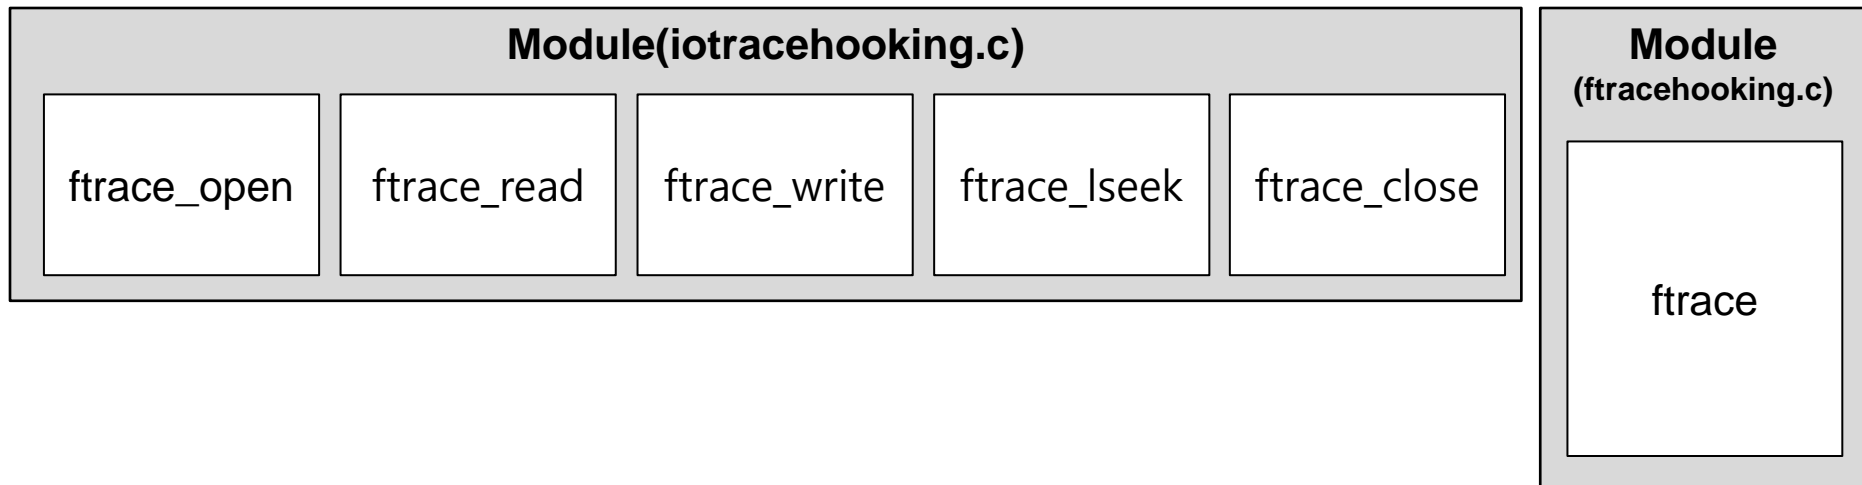 Module(iotracehooking.c)
ftrace_open
ftrace_read
ftrace_write
ftrace_lseek
ftrace_close
Module
(ftracehooking.c)
ftrace